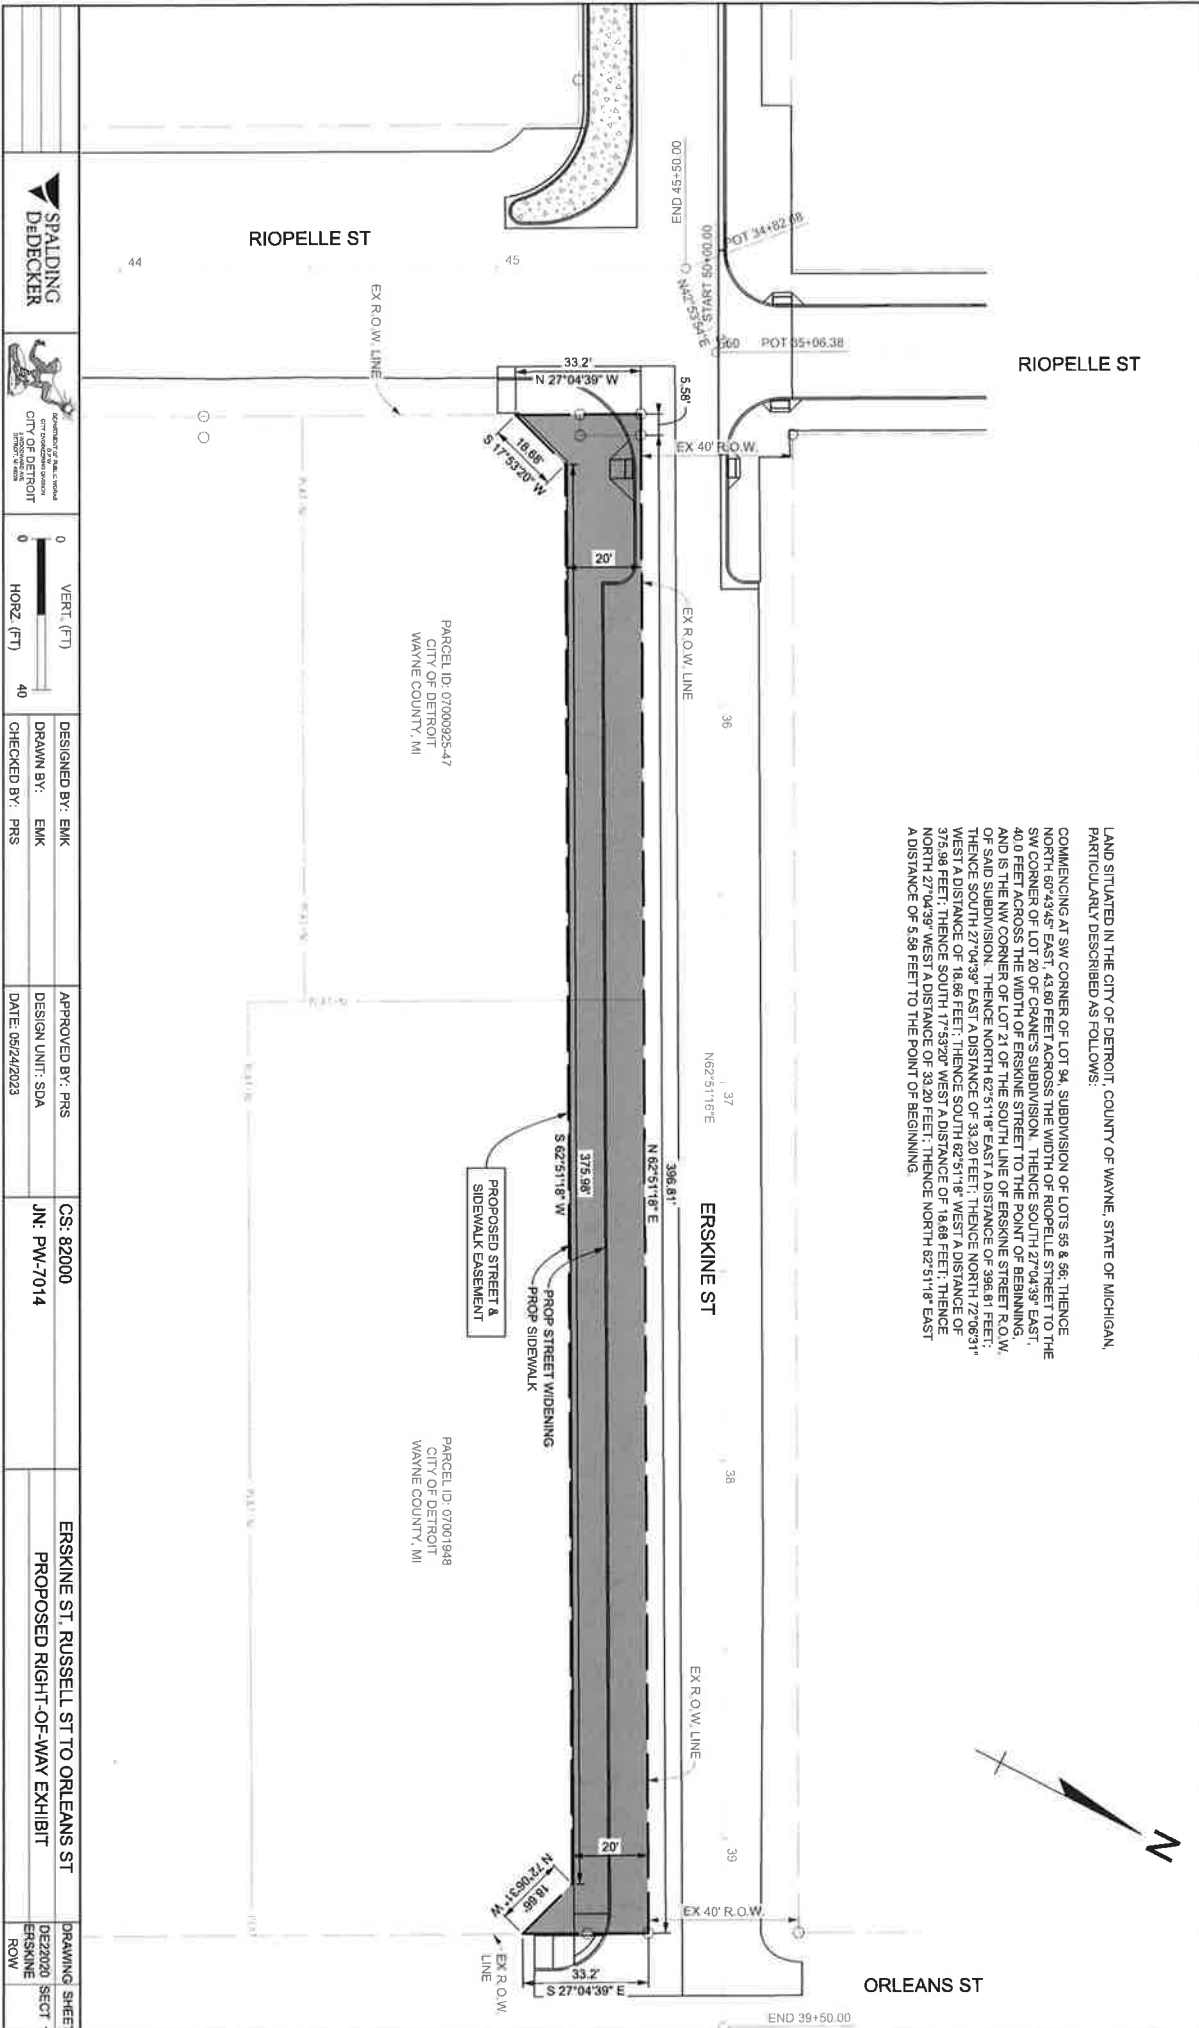 LAND SITUATED IN THE CITY OF DETROIT, COUNTY OF WAYNE, STATE OF MICHIGAN,
PARTICULARLY DESCRIBED AS FOLLOWS:
COMMENCING AT SW CORNER OF LOT 94, SUBDIVISION OF LOTS 55 & 56; THENCE
NORTH 60°43'45" EAST, 43.60 FEET ACROSS THE WIDTH OF RIOPELLE STREET TO THE
SW CORNER OF LOT 20 OF CRANE'S SUBDIVISION. THENCE SOUTH 27°04'39" EAST,
40.0 FEET ACROSS THE WIDTH OF ERSKINE STREET TO THE POINT OF BEBINNING,
AND IS THE NW CORNER OF LOT 21 OF THE SOUTH LINE OF ERSKINE STREET R.O.W.
OF SAID SUBDIVISION. THENCE NORTH 62°51'18" EAST A DISTANCE OF 396.81 FEET;
THENCE SOUTH 27°04'39" EAST A DISTANCE OF 33.20 FEET; THENCE NORTH 72°06'31"
WEST A DISTANCE OF 18.66 FEET; THENCE SOUTH 62°51'18" WEST A DISTANCE OF
375.98 FEET; THENCE SOUTH 17°53'20" WEST A DISTANCE OF 18.68 FEET; THENCE
NORTH 27°04'39" WEST A DISTANCE OF 33.20 FEET; THENCE NORTH 62°51'18" EAST
A DISTANCE OF 5.58 FEET TO THE POINT OF BEGINNING.
N
RIOPELLE ST
RIOPELLE ST
ORLEANS ST
ERSKINE ST
END 45+50.00
START 50+00.00
POT 34+82.68
N42°53'54"E
POT 35+06.38
44
45
36
37
38
39
N62°51'16"E
END 39+50.00
EX R.O.W. LINE
EX R.O.W. LINE
EX R.O.W. LINE
EX R.O.W.
LINE
EX 40' R.O.W.
EX 40' R.O.W.
33.2'
N 27°04'39" W
5.58'
18.68'
S 17°53'20" W
20'
396.81'
N 62°51'18" E
375.98'
S 62°51'18" W
20'
N 72°06'31" W
18.66'
33.2'
S 27°04'39" E
PROPOSED STREET &
SIDEWALK EASEMENT
PROP STREET WIDENING
PROP SIDEWALK
PARCEL ID: 07000925-47
CITY OF DETROIT
WAYNE COUNTY, MI
PARCEL ID: 07001948
CITY OF DETROIT
WAYNE COUNTY, MI
SPALDING
DEDECKER
DEPARTMENT OF PUBLIC WORKS
CITY ENGINEERING DIVISION
CITY OF DETROIT
0
VERT. (FT)
0
HORZ. (FT)
40
DESIGNED BY: EMK
DRAWN BY: EMK
CHECKED BY: PRS
APPROVED BY: PRS
DESIGN UNIT: SDA
DATE: 05/24/2023
CS: 82000
JN: PW-7014
ERSKINE ST, RUSSELL ST TO ORLEANS ST
PROPOSED RIGHT-OF-WAY EXHIBIT
DRAWING SHEET
DE22020 SECT
ERSKINE
ROW